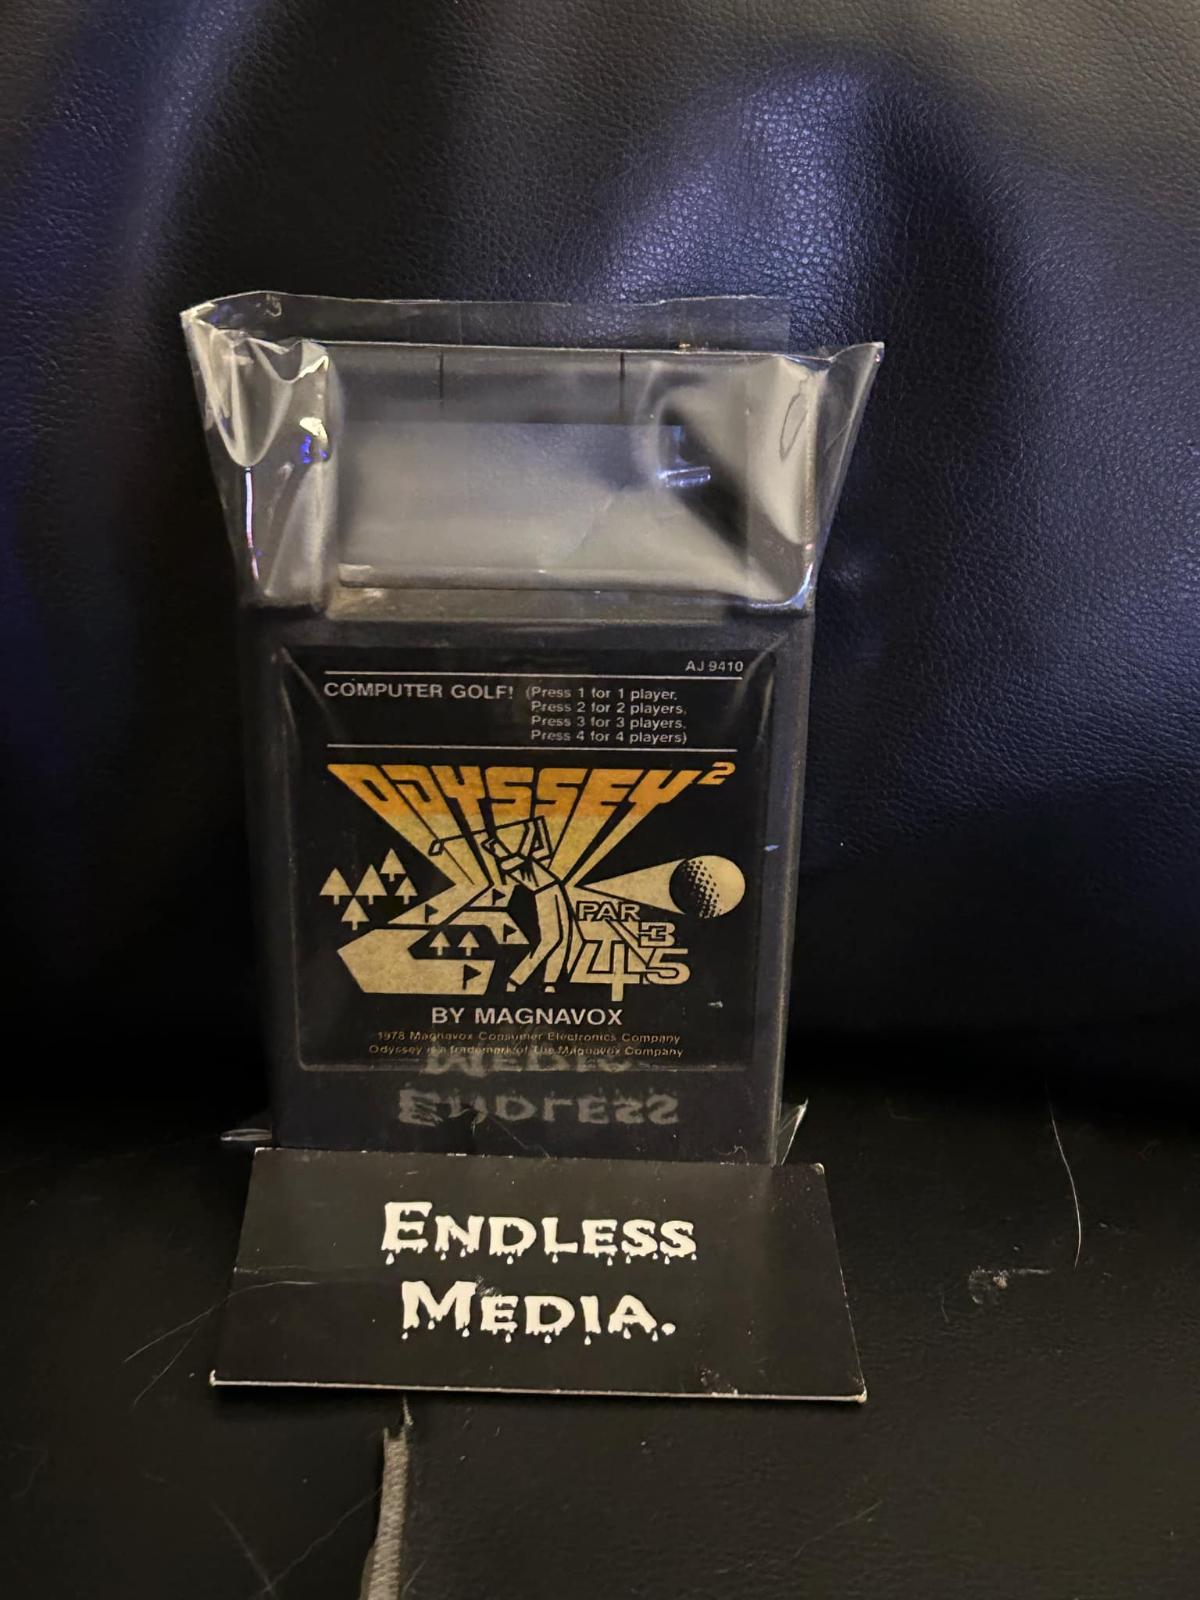 AJ 9410
COMPUTER GOLF! (Press 1 for 1 player,
Press 2 for 2 players,
Press 3 for 3 players,
Press 4 for 4 players)
ODYSSEY²
PAR
3
4 5
BY MAGNAVOX
1978 Magnavox Consumer Electronics Company
Odyssey is a trademark of The Magnavox Company
MEDIA.
ENDLESS
ENDLESS
MEDIA.